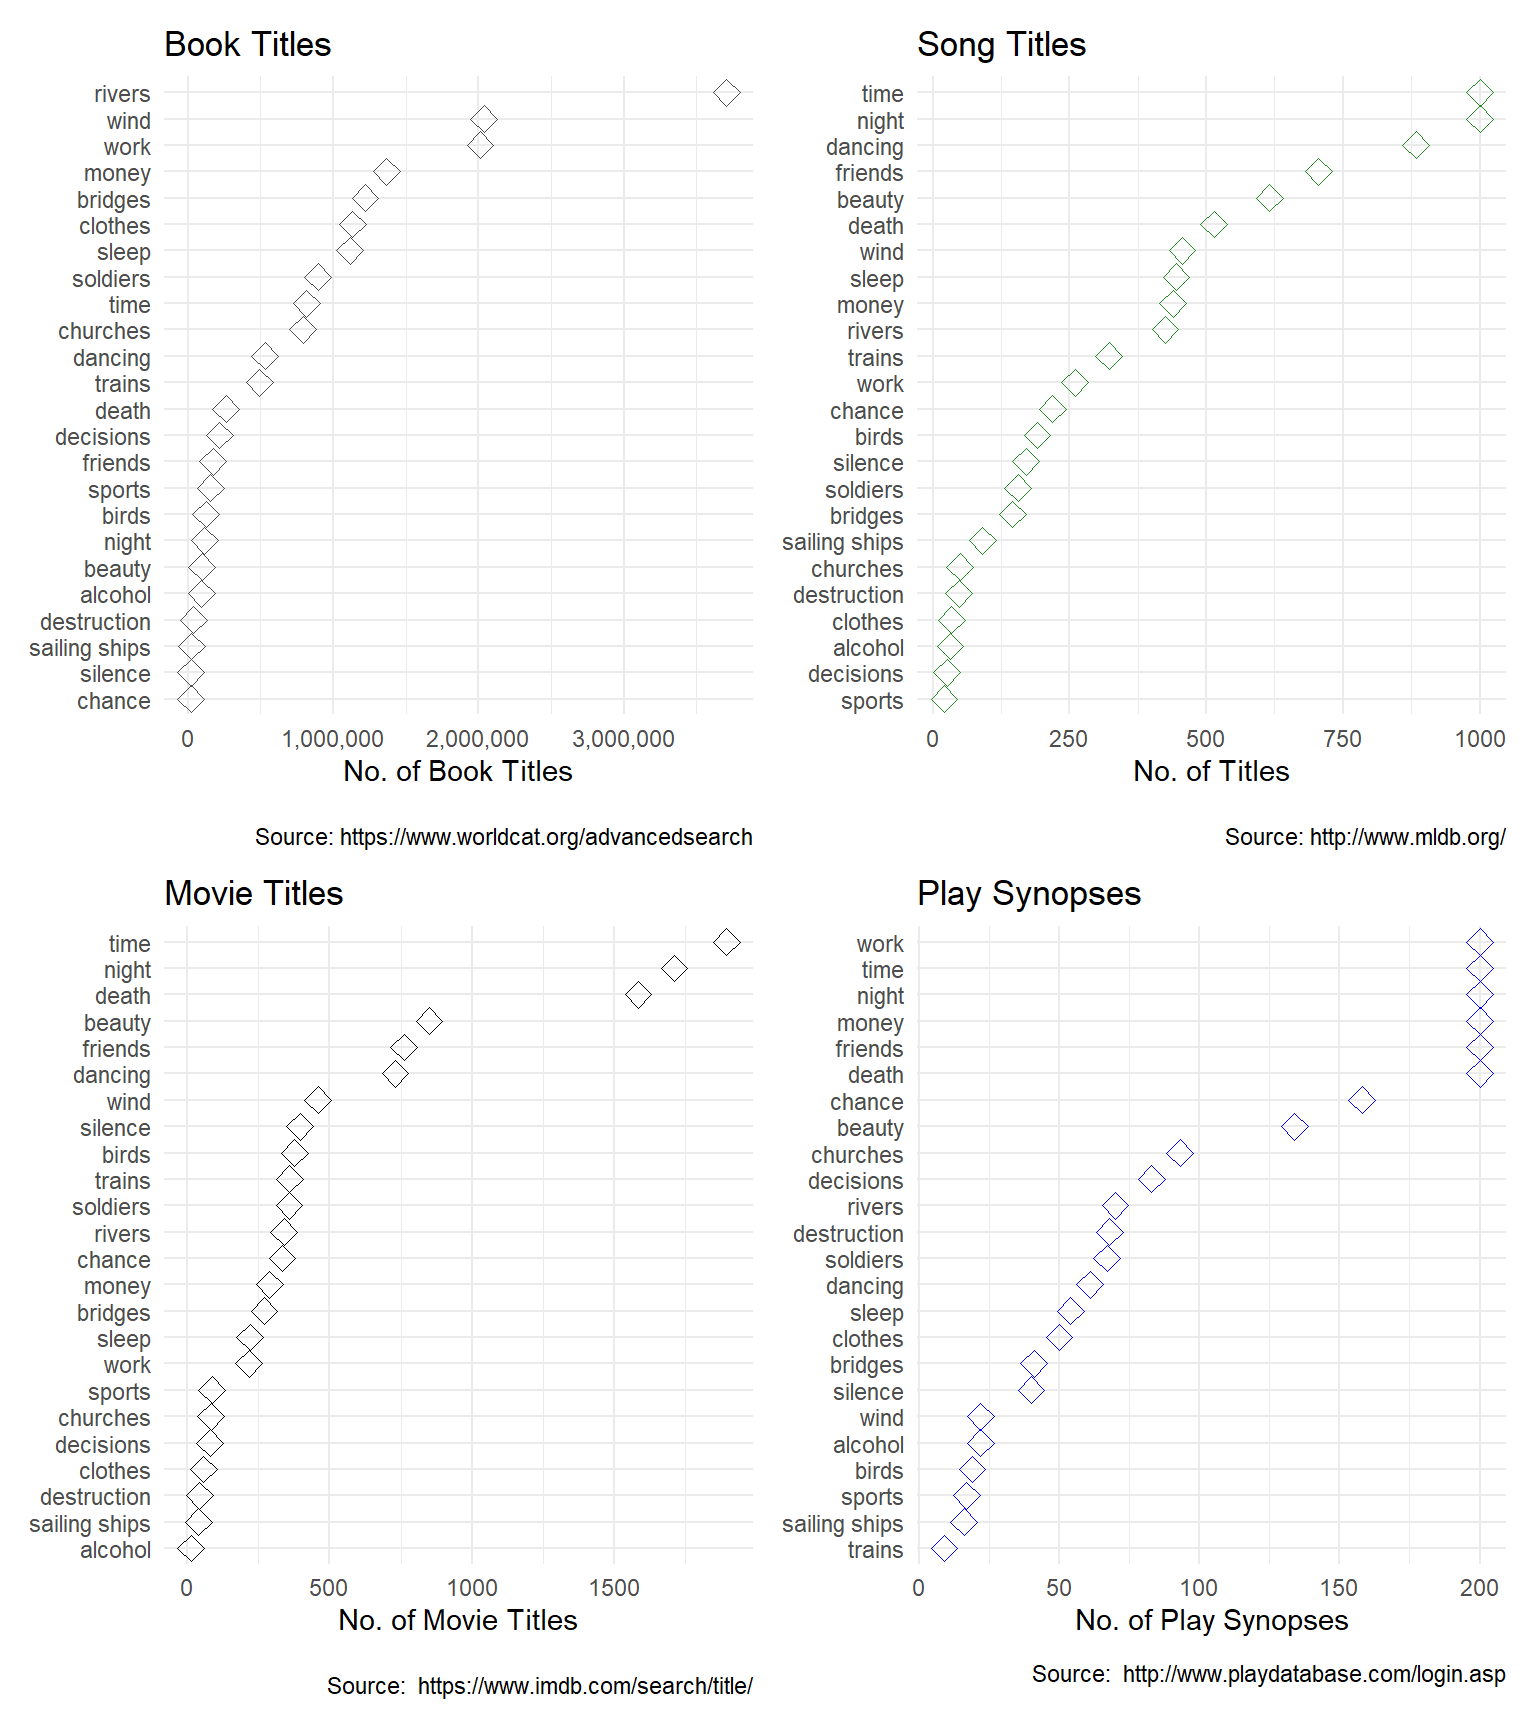 Book Titles
rivers
wind
work
money
bridges
clothes
sleep
soldiers
time
churches
dancing
trains
death
decisions
friends
sports
birds
night
beauty
alcohol
destruction
sailing ships
silence
chance
0 1,000,000 2,000,000 3,000,000
No. of Book Titles
Source: https://www.worldcat.org/advancedsearch
Song Titles
time
night
dancing
friends
beauty
death
wind
sleep
money
rivers
trains
work
chance
birds
silence
soldiers
bridges
sailing ships
churches
destruction
clothes
alcohol
decisions
sports
0 250 500 750 1000
No. of Titles
Source: http://www.mldb.org/
Movie Titles
time
night
death
beauty
friends
dancing
wind
silence
birds
trains
soldiers
rivers
chance
money
bridges
sleep
work
sports
churches
decisions
clothes
destruction
sailing ships
alcohol
0 500 1000 1500
No. of Movie Titles
Source:  https://www.imdb.com/search/title/
Play Synopses
work
time
night
money
friends
death
chance
beauty
churches
decisions
rivers
destruction
soldiers
dancing
sleep
clothes
bridges
silence
wind
alcohol
birds
sports
sailing ships
trains
0 50 100 150 200
No. of Play Synopses
Source:  http://www.playdatabase.com/login.asp